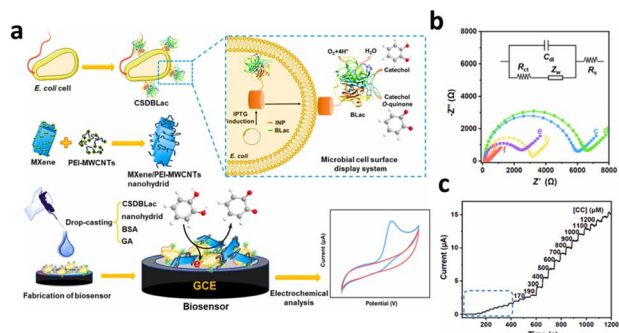 a
E. coli cell
CSDBLac
MXene
PEI-MWCNTs
MXene/PEI-MWCNTs
nanohydrid
IPTG
induction
INP
BLac
E. coli
O₂+4H⁺
H₂O
Catechol
Catechol
O-quinone
BLac
Microbial cell surface
display system
Drop-casting
CSDBLac
nanohydrid
BSA
GA
Fabrication of biosensor
e
GCE
Biosensor
Electrochemical
analysis
Current (μA)
Potential (V)
b
-Z" (Ω)
2000
1000
0
0 2000 4000 6000 8000
Z' (Ω)
Cdl
Rct
Zw
Rs
f
e
c
d
c
Current (μA)
15
10
5
0
[CC] (μM)
170
190
300
400
500
600
700
800
900
1000
1100
1200
200 400 600 800 1000 1200